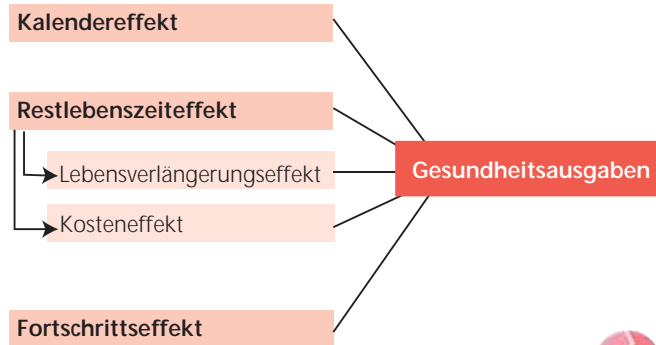 Kalendereffekt
Restlebenszeiteffekt
Lebensverlängerungseffekt
Kosteneffekt
Gesundheitsausgaben
Fortschrittseffekt